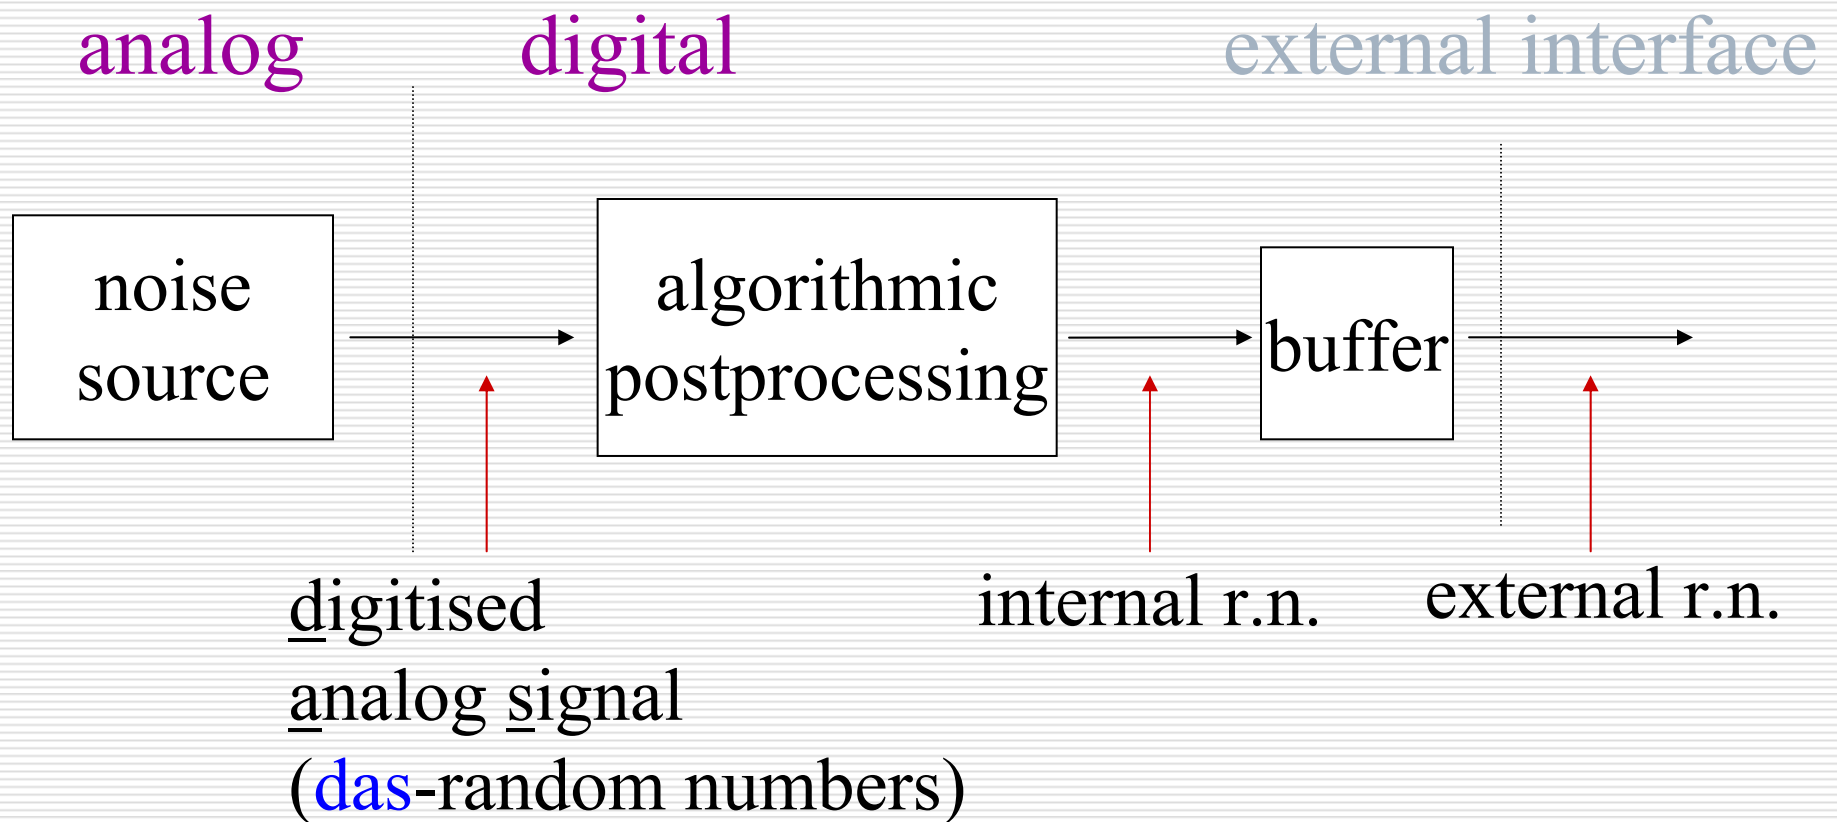 analog
digital
external interface
noise
source
algorithmic
postprocessing
buffer
digitised
analog signal
(das-random numbers)
internal r.n.
external r.n.